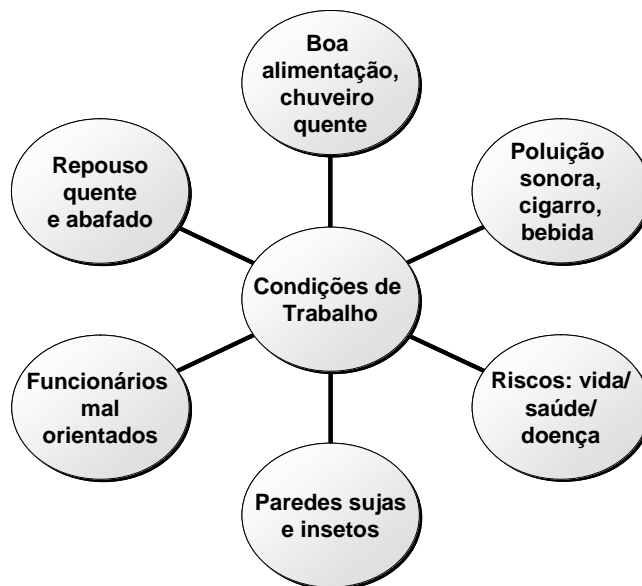 Boa
alimentação,
chuveiro
quente
Repouso
quente
e abafado
Poluição
sonora,
cigarro,
bebida
Condições de
Trabalho
Funcionários
mal
orientados
Riscos: vida/
saúde/
doença
Paredes sujas
e insetos